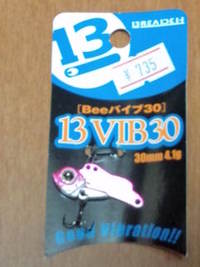 13
BREADEN
¥735
[Beeバイブ30]
13 VIB30
30mm 4.1g
Good Vibration!!